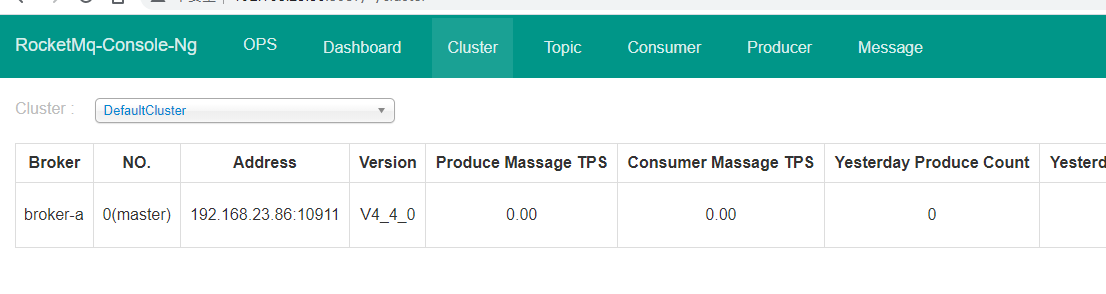 RocketMq-Console-Ng OPS Dashboard Cluster Topic Consumer Producer Message
Cluster : DefaultCluster
Broker NO. Address Version Produce Massage TPS Consumer Massage TPS Yesterday Produce Count Yesterd
broker-a 0(master) 192.168.23.86:10911 V4_4_0 0.00 0.00 0